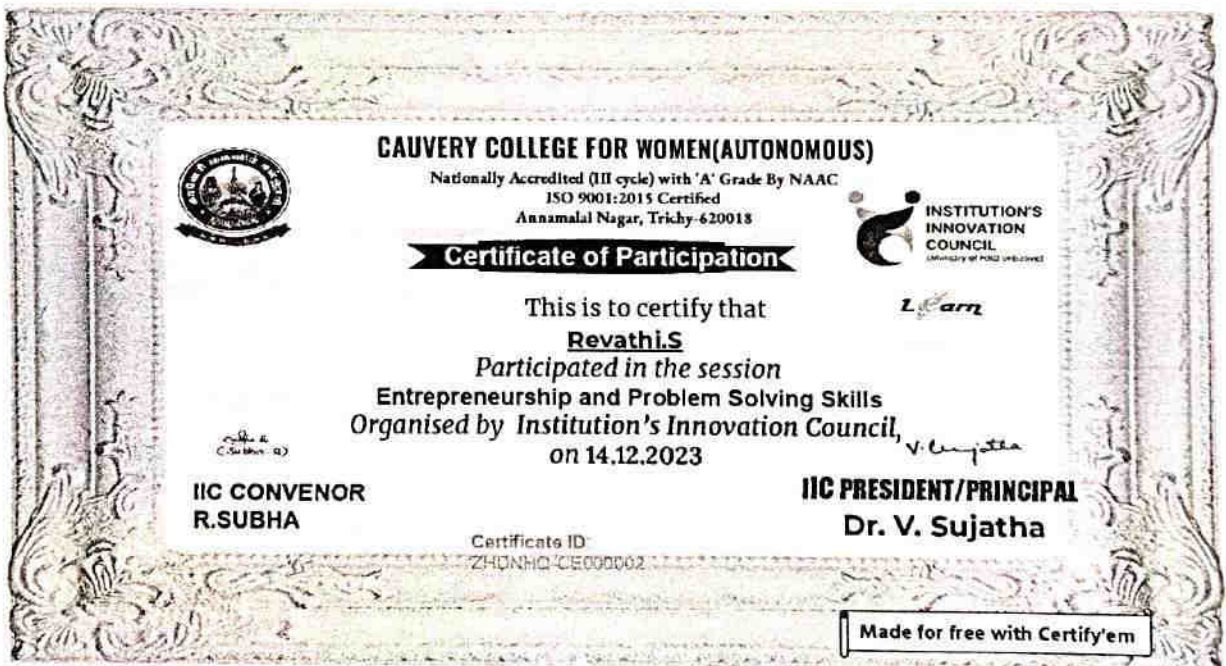 CAUVERY COLLEGE FOR WOMEN(AUTONOMOUS)
Nationally Accredited (III cycle) with 'A' Grade By NAAC
ISO 9001:2015 Certified
Annamalai Nagar, Trichy-620018
INSTITUTION'S
INNOVATION
COUNCIL
Certificate of Participation
This is to certify that
Revathi.S
Participated in the session
Entrepreneurship and Problem Solving Skills
Organised by Institution's Innovation Council,
on 14.12.2023
V. Sujatha
IIC CONVENOR
R.SUBHA
IIC PRESIDENT/PRINCIPAL
Dr. V. Sujatha
Certificate ID
Made for free with Certify'em